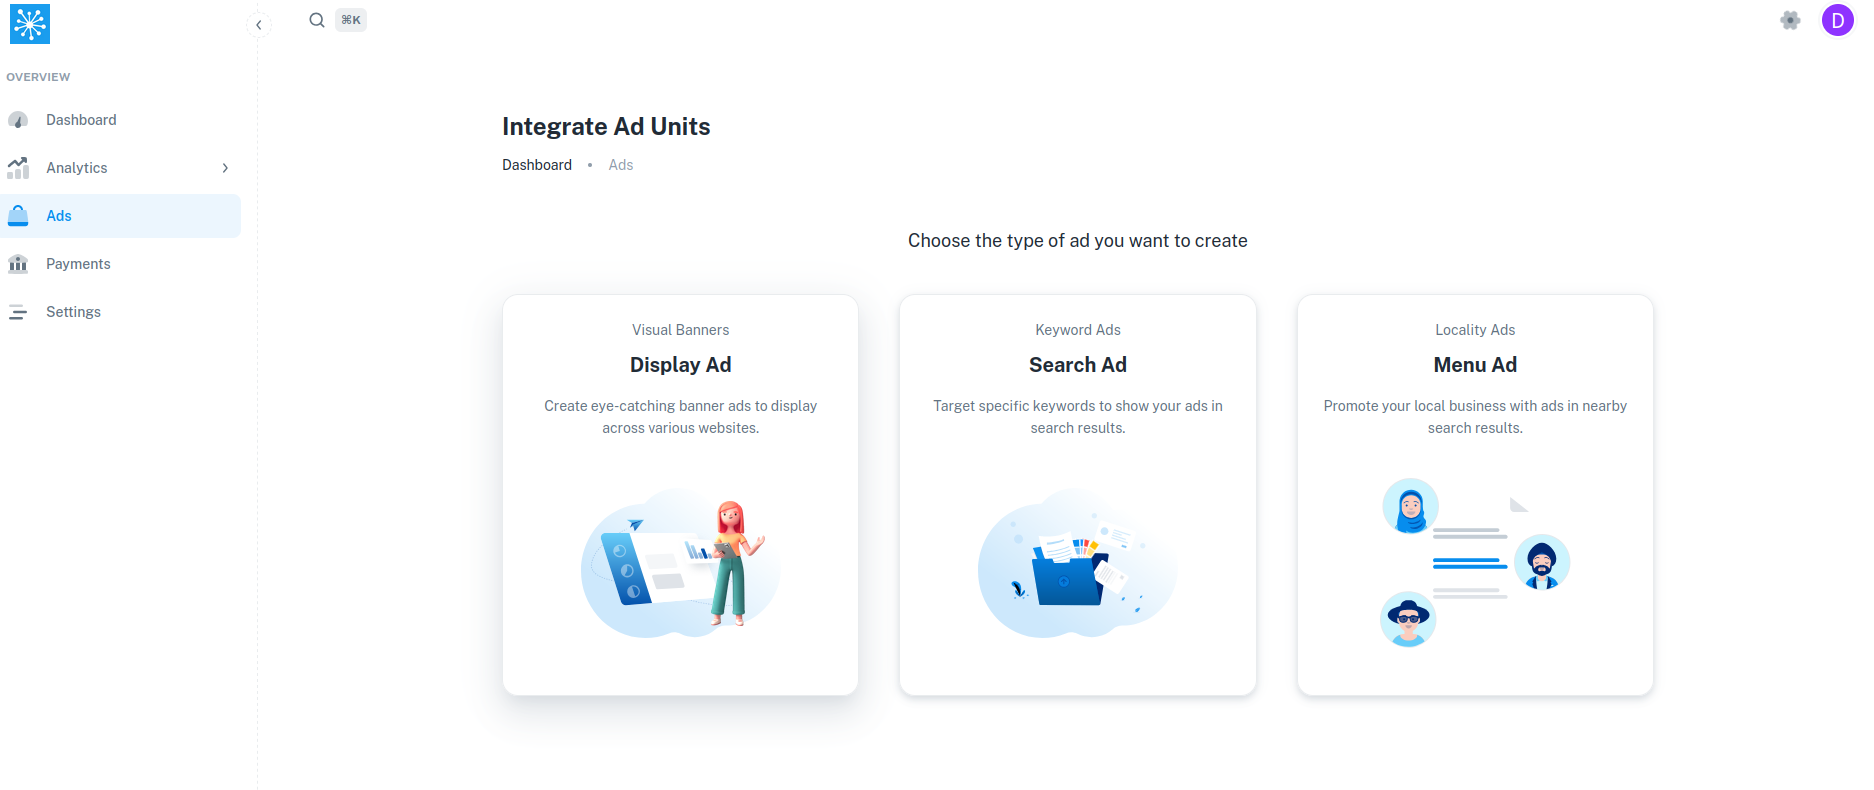 ⌘K
D
OVERVIEW
Dashboard
Analytics
Ads
Payments
Settings
Integrate Ad Units
Dashboard • Ads
Choose the type of ad you want to create
Visual Banners
Display Ad
Create eye-catching banner ads to display
across various websites.
Keyword Ads
Search Ad
Target specific keywords to show your ads in
search results.
Locality Ads
Menu Ad
Promote your local business with ads in nearby
search results.